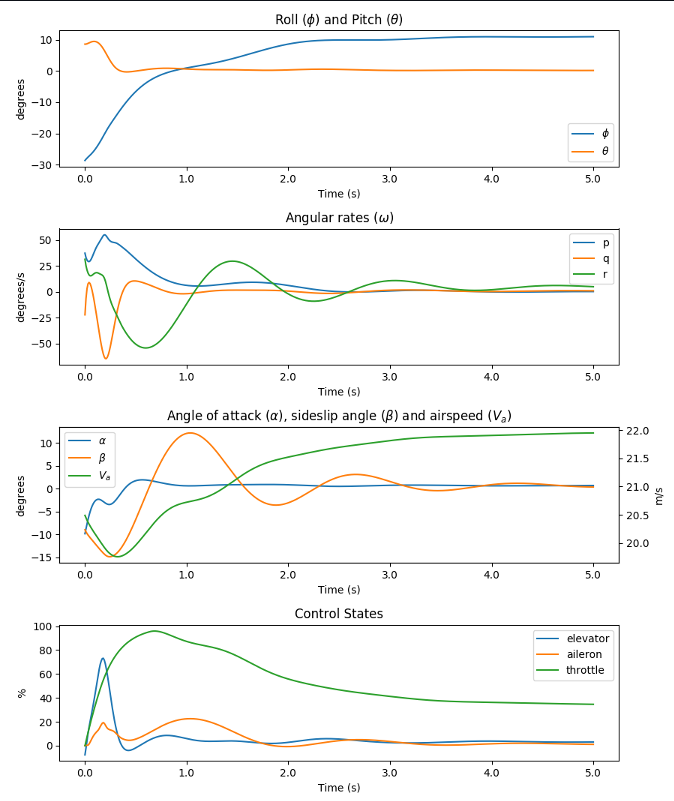 Roll (ϕ) and Pitch (θ)
10
0
−10
−20
−30
degrees
ϕ
θ
0.0 1.0 2.0 3.0 4.0 5.0
Time (s)
Angular rates (ω)
50
25
0
−25
−50
degrees/s
p
q
r
0.0 1.0 2.0 3.0 4.0 5.0
Time (s)
Angle of attack (α), sideslip angle (β) and airspeed (Vₐ)
10
5
0
−5
−10
−15
degrees
α
β
Vₐ
22.0
21.5
21.0
20.5
20.0
m/s
0.0 1.0 2.0 3.0 4.0 5.0
Time (s)
Control States
100
80
60
40
20
0
%
elevator
aileron
throttle
0.0 1.0 2.0 3.0 4.0 5.0
Time (s)